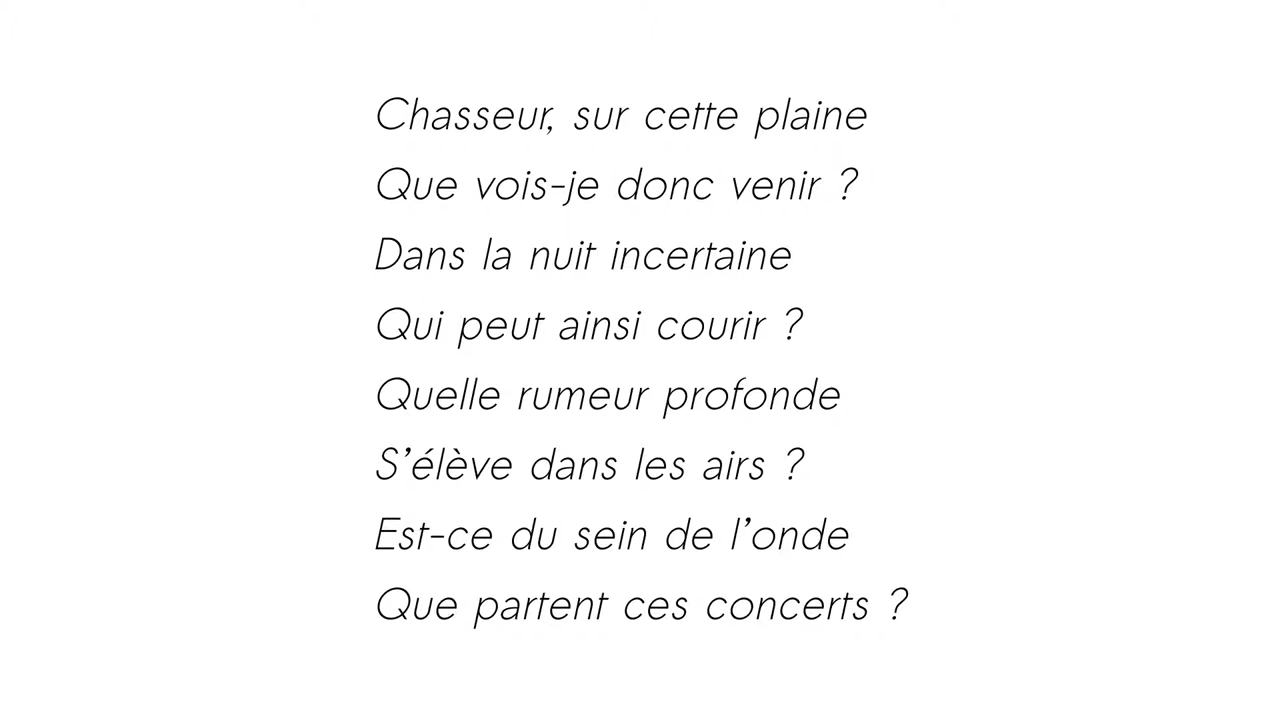 Chasseur, sur cette plaine
Que vois-je donc venir ?
Dans la nuit incertaine
Qui peut ainsi courir ?
Quelle rumeur profonde
S’élève dans les airs ?
Est-ce du sein de l’onde
Que partent ces concerts ?